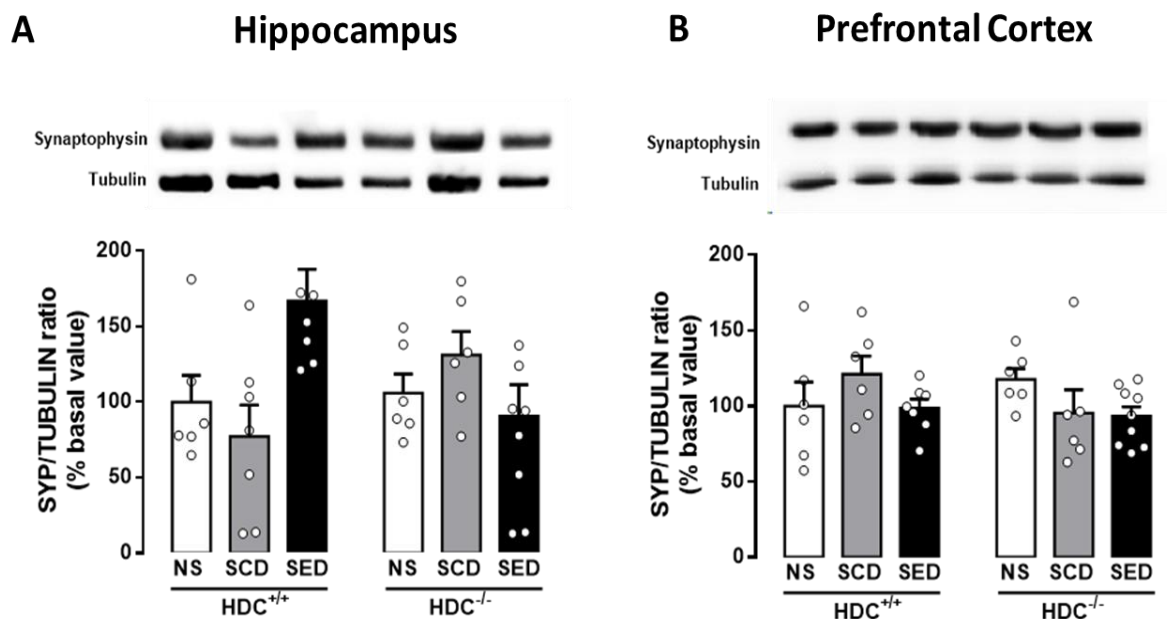 A
Hippocampus
Synaptophysin
Tubulin
SYP/TUBULIN ratio
(% basal value)
200
150
100
50
0
NS SCD SED NS SCD SED
HDC+/+ HDC-/-
B
Prefrontal Cortex
Synaptophysin
Tubulin
SYP/TUBULIN ratio
(% basal value)
200
150
100
50
0
NS SCD SED NS SCD SED
HDC+/+ HDC-/-